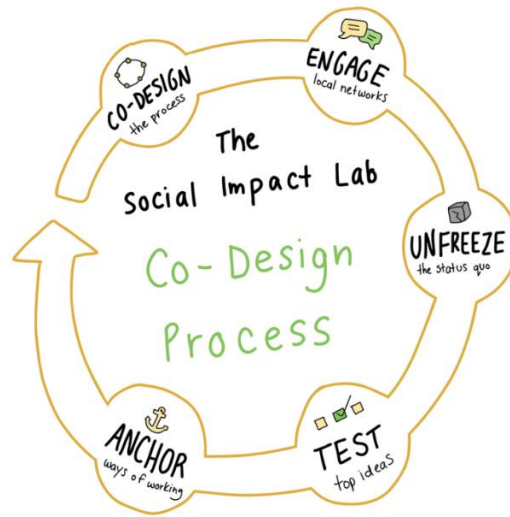 The
Social Impact Lab
Co-Design
Process
CO-DESIGN
the process
ENGAGE
local networks
UNFREEZE
the status quo
TEST
top ideas
ANCHOR
ways of working